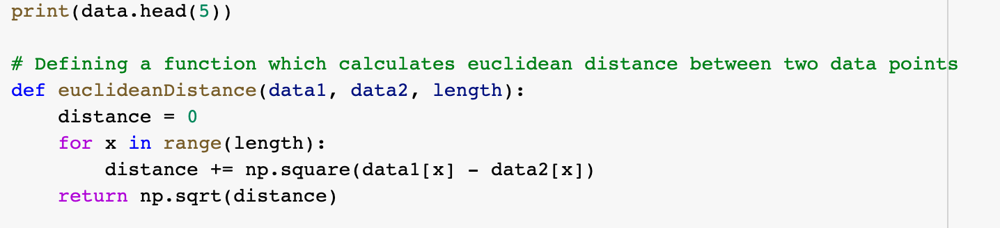 print(data.head(5))
# Defining a function which calculates euclidean distance between two data points
def euclideanDistance(data1, data2, length):
    distance = 0
    for x in range(length):
        distance += np.square(data1[x] - data2[x])
    return np.sqrt(distance)